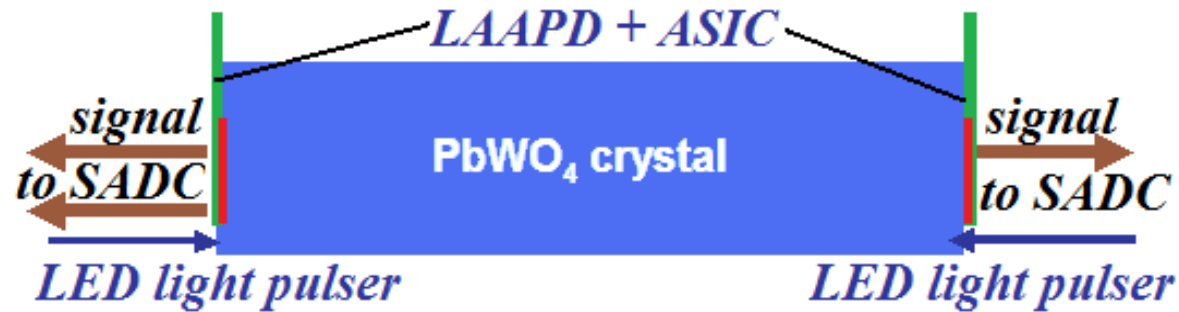 LAAPD + ASIC
signal
to SADC
PbWO₄ crystal
signal
to SADC
LED light pulser
LED light pulser